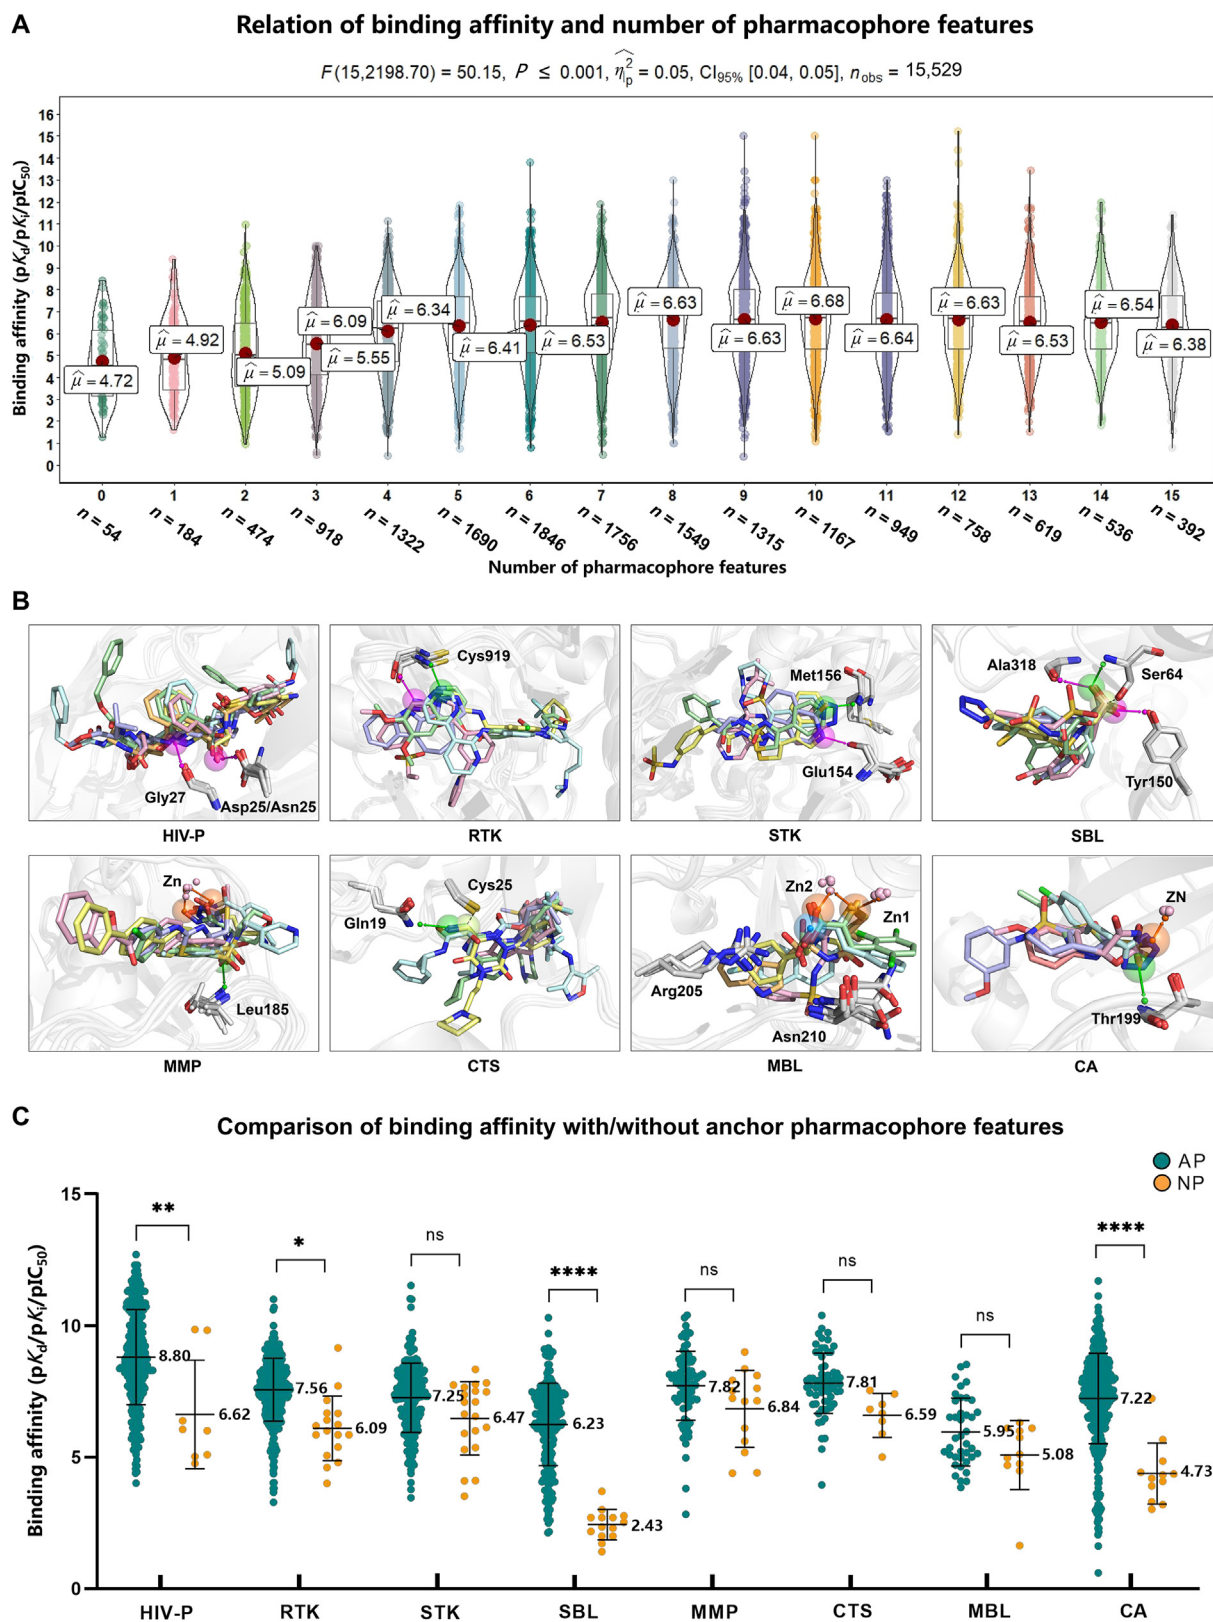 A
Relation of binding affinity and number of pharmacophore features
F(15,2198.70) = 50.15, P ≤ 0.001, η̂²p = 0.05, CI95% [0.04, 0.05], nobs = 15,529
Binding affinity (pKd/pKi/pIC50)
16
15
14
13
12
11
10
9
8
7
6
5
4
3
2
1
0
μ̂ = 4.72
μ̂ = 4.92
μ̂ = 5.09
μ̂ = 5.55
μ̂ = 6.09
μ̂ = 6.34
μ̂ = 6.41
μ̂ = 6.53
μ̂ = 6.63
μ̂ = 6.63
μ̂ = 6.68
μ̂ = 6.64
μ̂ = 6.63
μ̂ = 6.53
μ̂ = 6.54
μ̂ = 6.38
0 1 2 3 4 5 6 7 8 9 10 11 12 13 14 15
n = 54
n = 184
n = 474
n = 918
n = 1322
n = 1690
n = 1846
n = 1756
n = 1549
n = 1315
n = 1167
n = 949
n = 758
n = 619
n = 536
n = 392
Number of pharmacophore features
B
Gly27
Asp25/Asn25
HIV-P
Cys919
RTK
Met156
Glu154
STK
Ala318
Ser64
Tyr150
SBL
Zn
Leu185
MMP
Cys25
Gln19
CTS
Zn2
Zn1
Arg205
Asn210
MBL
ZN
Thr199
CA
C
Comparison of binding affinity with/without anchor pharmacophore features
AP
NP
Binding affinity (pKd/pKi/pIC50)
15
10
5
0
**
*
ns
****
ns
ns
ns
****
8.80
6.62
7.56
6.09
7.25
6.47
6.23
2.43
7.82
6.84
7.81
6.59
5.95
5.08
7.22
4.73
HIV-P RTK STK SBL MMP CTS MBL CA